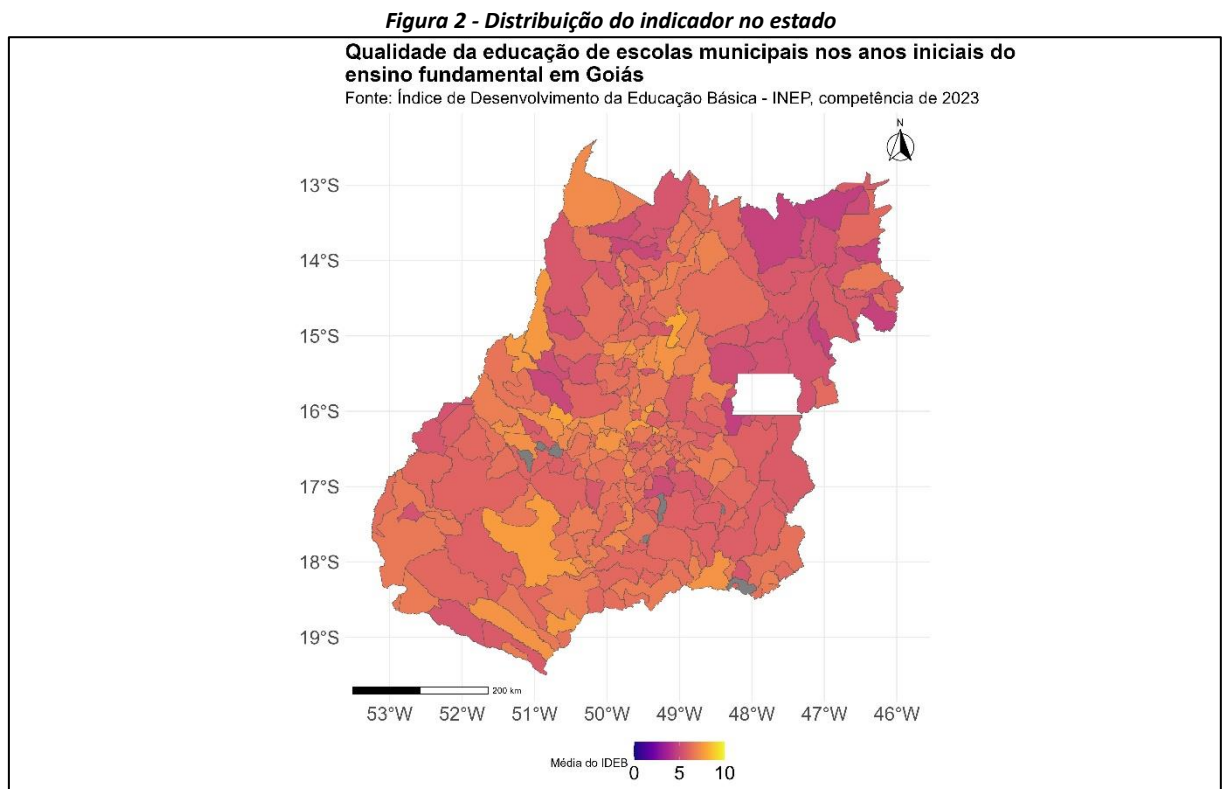 Figura 2 - Distribuição do indicador no estado
Qualidade da educação de escolas municipais nos anos iniciais do
ensino fundamental em Goiás
Fonte: Índice de Desenvolvimento da Educação Básica - INEP, competência de 2023
N
13°S
14°S
15°S
16°S
17°S
18°S
19°S
200 km
53°W 52°W 51°W 50°W 49°W 48°W 47°W 46°W
Média do IDEB
0 5 10